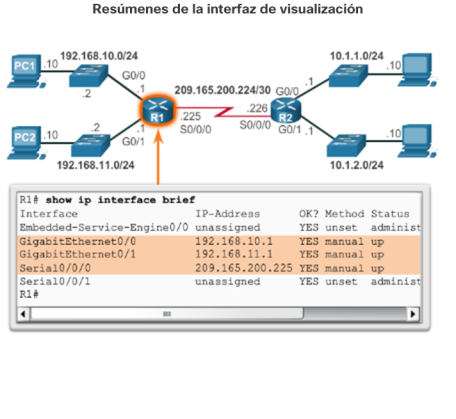 Resúmenes de la interfaz de visualización
192.168.10.0/24
10.1.1.0/24
PC1
.10
G0/0
.2
.1
209.165.200.224/30
G0/0
.1
.10
R1
.225
S0/0/0
.226
S0/0/0
R2
PC2
.10
.2
.1
G0/1
G0/1
.1
.10
192.168.11.0/24
10.1.2.0/24
R1# show ip interface brief
Interface IP-Address OK? Method Status
Embedded-Service-Engine0/0 unassigned YES unset administ
GigabitEthernet0/0 192.168.10.1 YES manual up
GigabitEthernet0/1 192.168.11.1 YES manual up
Serial0/0/0 209.165.200.225 YES manual up
Serial0/0/1 unassigned YES unset administ
R1#